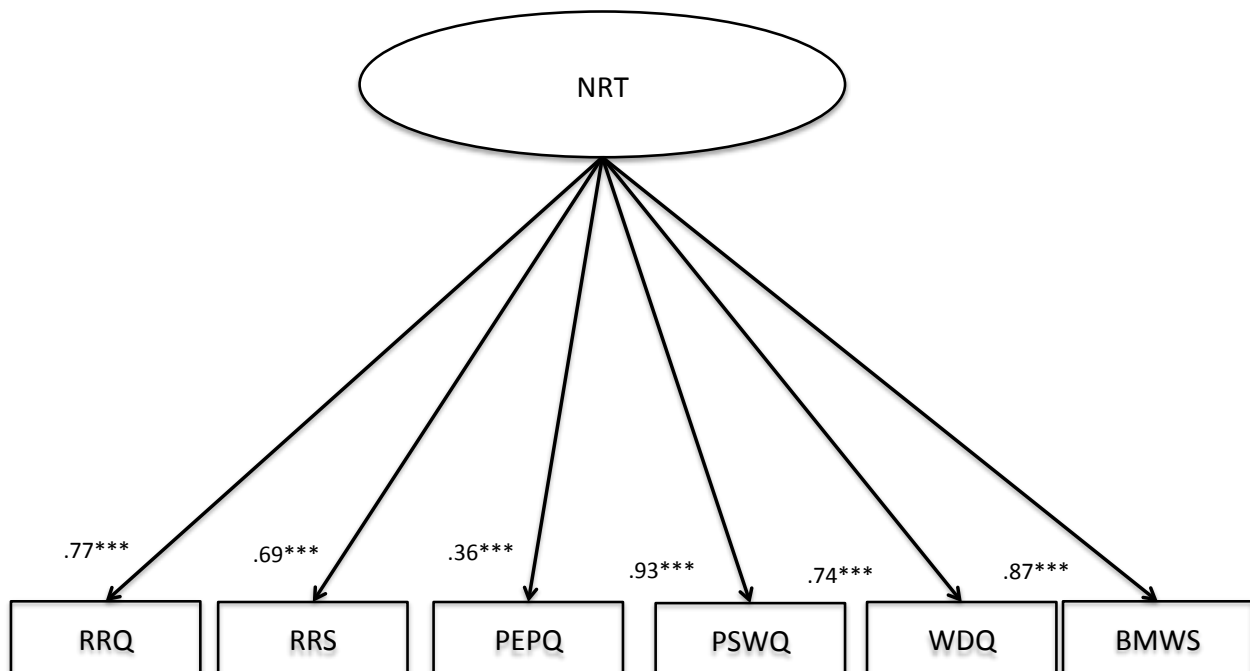 NRT
.77***
.69***
.36***
.93***
.74***
.87***
RRQ
RRS
PEPQ
PSWQ
WDQ
BMWS